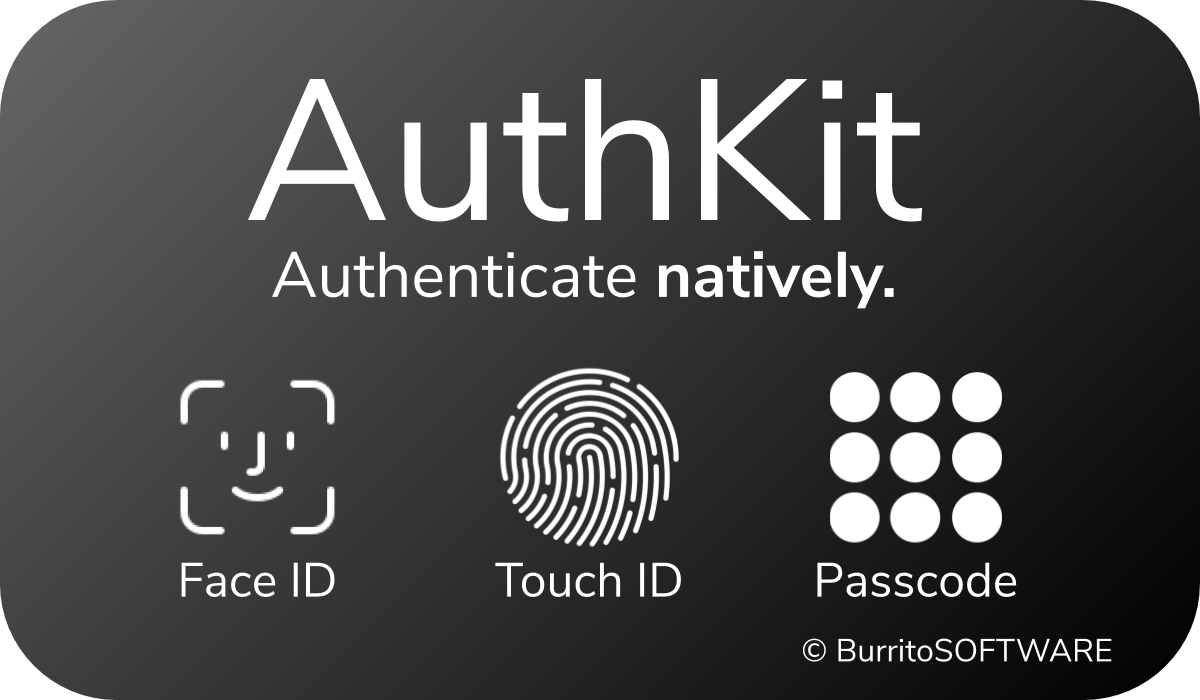 AuthKit
Authenticate natively.
Face ID Touch ID Passcode
© BurritoSOFTWARE